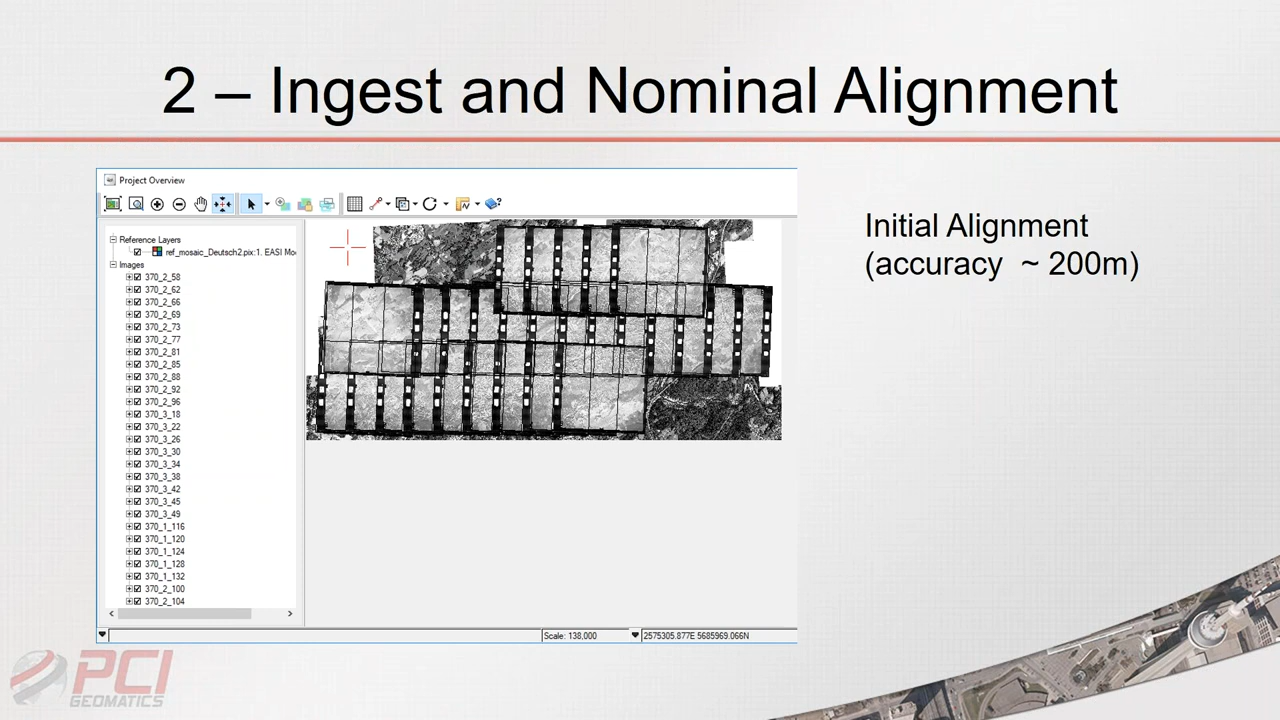 2 – Ingest and Nominal Alignment
Project Overview
Reference Layers
ref_mosaic_Deutsch2.pix:1. EASI Mo
Images
370_2_58
370_2_62
370_2_66
370_2_69
370_2_73
370_2_77
370_2_81
370_2_85
370_2_88
370_2_92
370_2_96
370_3_18
370_3_22
370_3_26
370_3_30
370_3_34
370_3_38
370_3_42
370_3_45
370_3_49
370_1_116
370_1_120
370_1_124
370_1_128
370_1_132
370_2_100
370_2_104
Scale: 138,000
2575305.877E 5685969.066N
Initial Alignment
(accuracy ~ 200m)
PCI
GEOMATICS